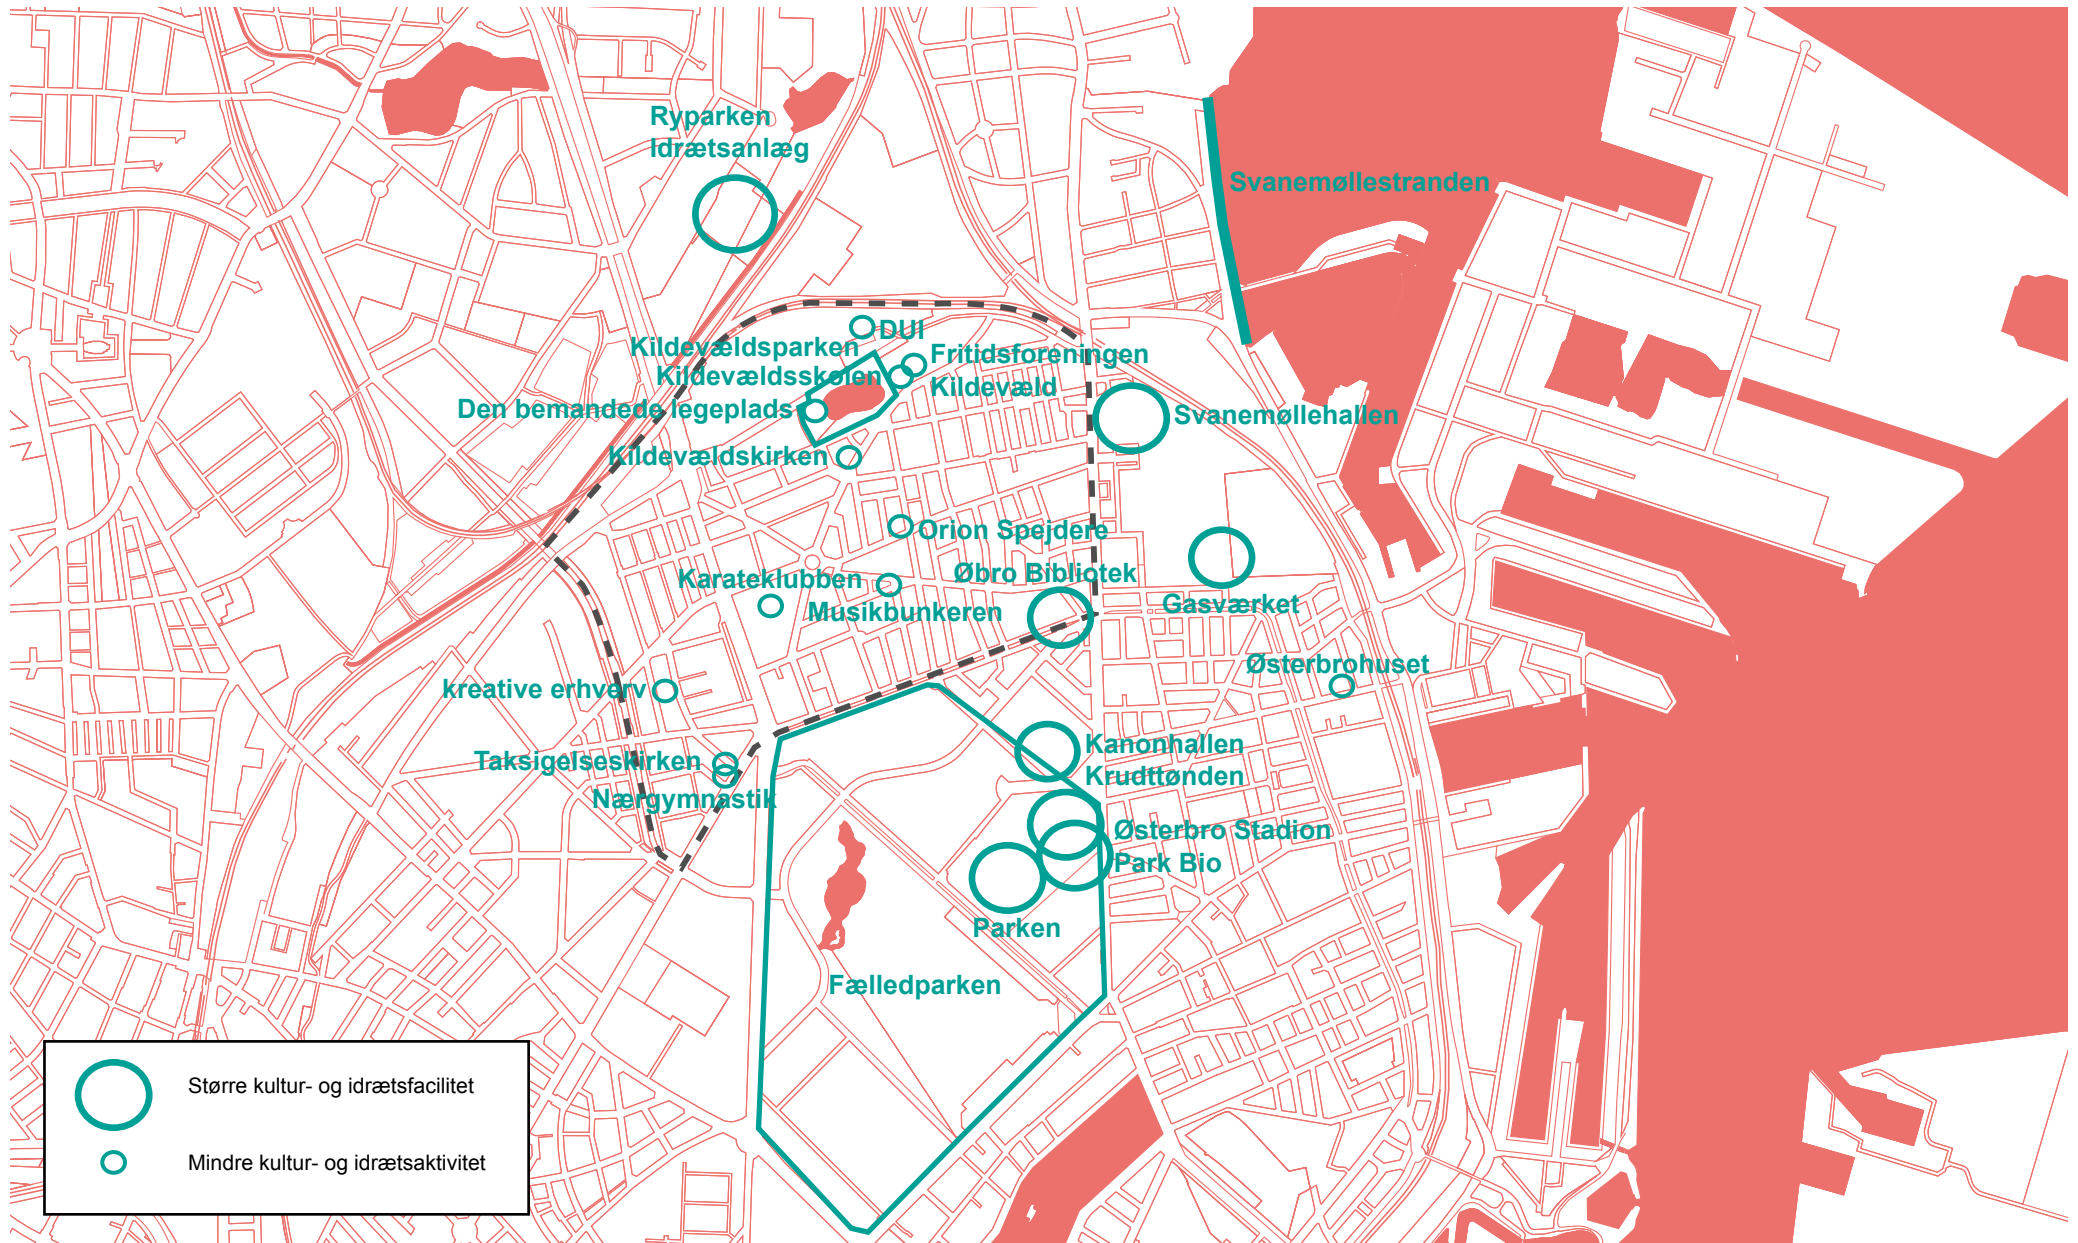 Ryparken
Idrætsanlæg
Svanemøllestranden
DUI
Kildevældsparken
Fritidsforeningen
Kildevæld
Kildevældsskolen
Den bemandede legeplads
Svanemøllehallen
Kildevældskirken
Orion Spejdere
Karateklubben
Øbro Bibliotek
Musikbunkeren
Gasværket
Østerbrohuset
kreative erhverv
Kanonhallen
Krudttønden
Taksigelseskirken
Nærgymnastik
Østerbro Stadion
Park Bio
Parken
Fælledparken
Større kultur- og idrætsfacilitet
Mindre kultur- og idrætsaktivitet